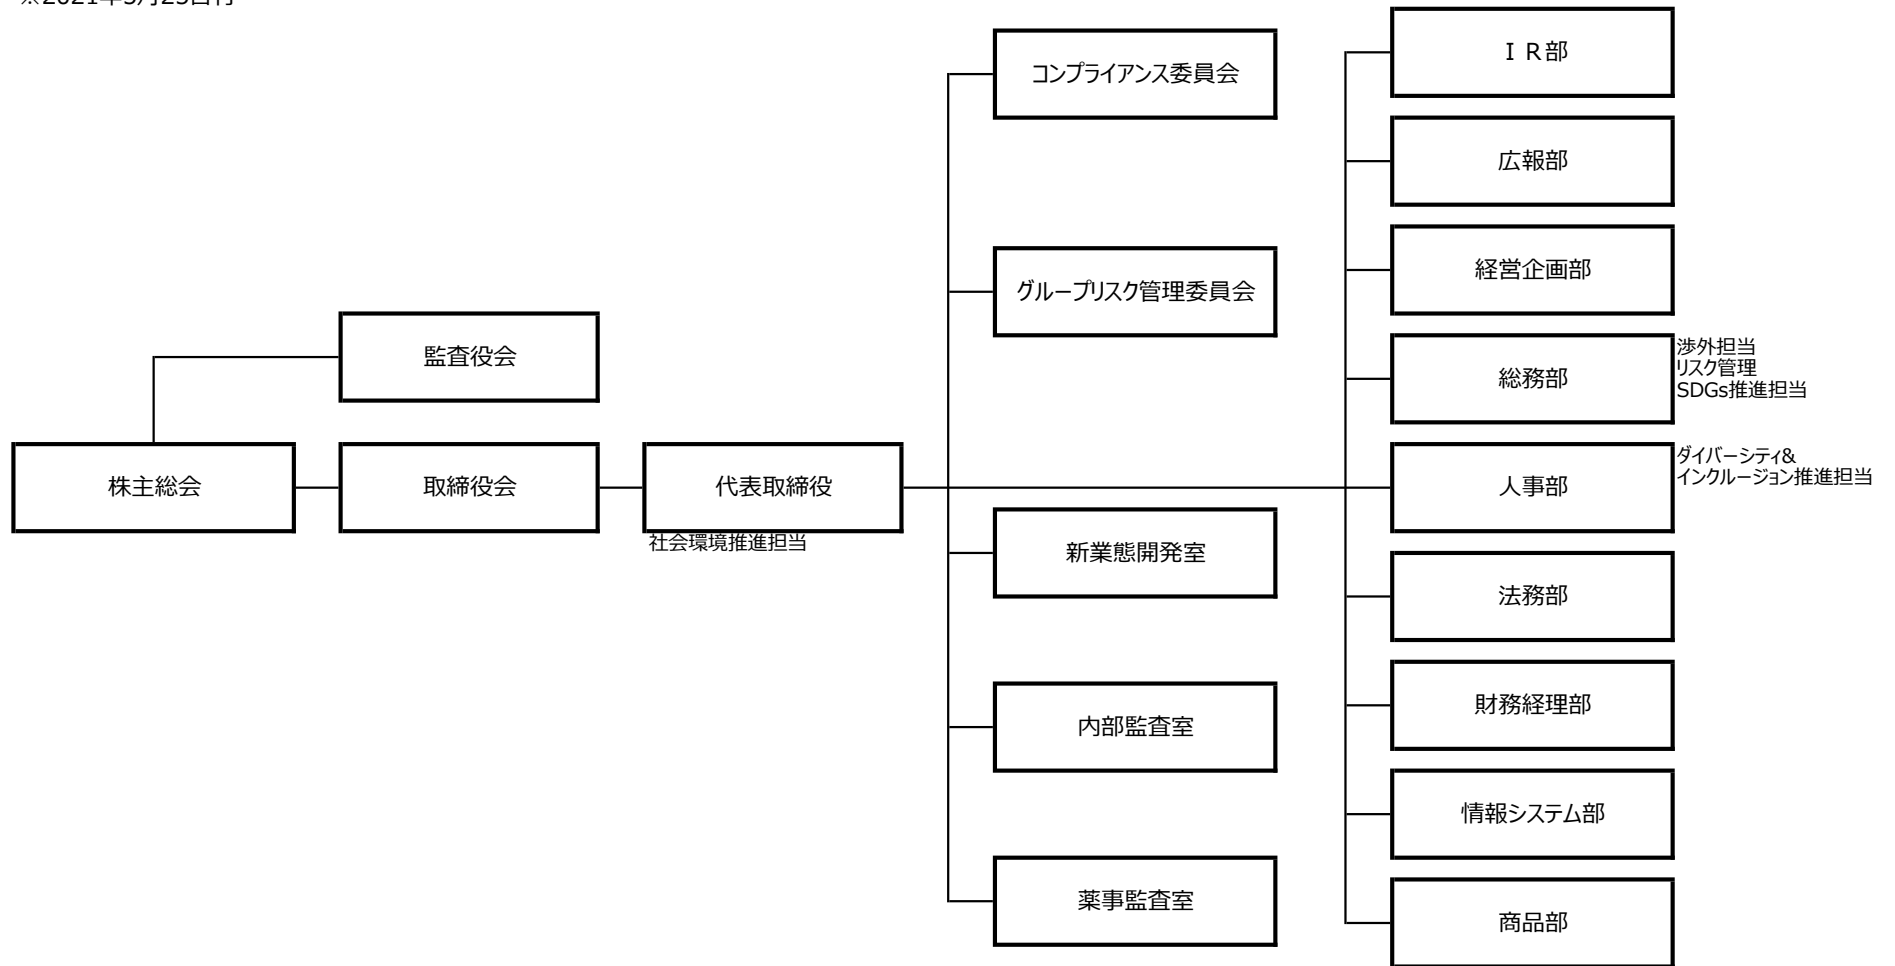 コンプライアンス委員会
グループリスク管理委員会
監査役会
株主総会
取締役会
代表取締役
社会環境推進担当
新業態開発室
内部監査室
薬事監査室
ＩＲ部
広報部
経営企画部
総務部
渉外担当
リスク管理
SDGs推進担当
人事部
ダイバーシティ&
インクルージョン推進担当
法務部
財務経理部
情報システム部
商品部